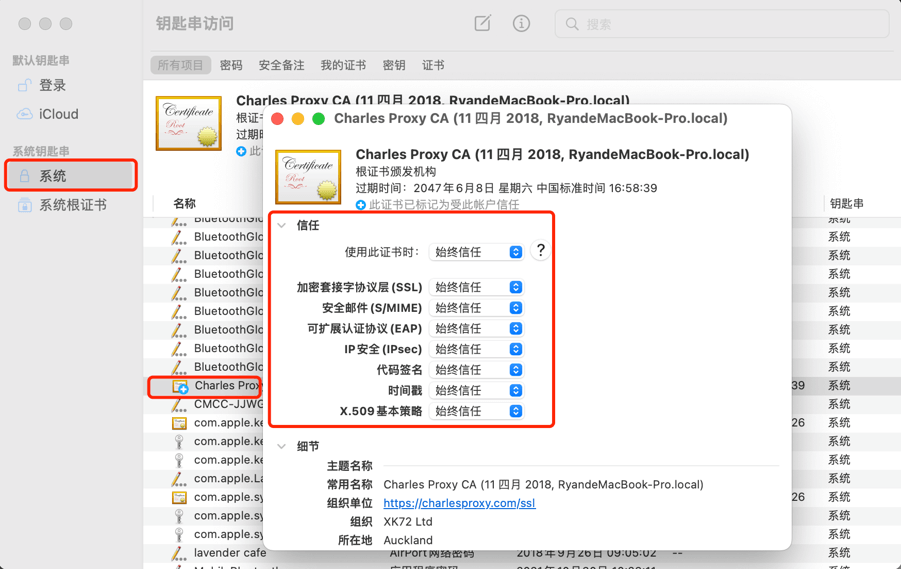 钥匙串访问
搜索
默认钥匙串
登录
iCloud
系统钥匙串
系统
系统根证书
所有项目 密码 安全备注 我的证书 密钥 证书
Certificate
Root
Charles Proxy CA (11 四月 2018, RyandeMacBook-Pro.local)
根证书
过期时
此
名称 钥匙串
BluetoothGlo 系统
BluetoothGlo 系统
BluetoothGlo 系统
BluetoothGlo 系统
BluetoothGlo 系统
BluetoothGlo 系统
BluetoothGlo 系统
BluetoothGlo 系统
BluetoothGlo 系统
Charles Prox 39 系统
CMCC-JJWG 系统
com.apple.ke 26 系统
com.apple.ke 系统
com.apple.ke 系统
com.apple.La 系统
com.apple.sy 26 系统
com.apple.sy 系统
com.apple.sy 系统
lavender cafe AirPort 网络密码 2018年9月26日 09:05:02 -- 系统
Charles Proxy CA (11 四月 2018, RyandeMacBook-Pro.local)
Certificate
Root
Charles Proxy CA (11 四月 2018, RyandeMacBook-Pro.local)
根证书颁发机构
过期时间：2047年6月8日 星期六 中国标准时间 16:58:39
此证书已标记为受此帐户信任
信任
使用此证书时： 始终信任 ?
加密套接字协议层 (SSL) 始终信任
安全邮件 (S/MIME) 始终信任
可扩展认证协议 (EAP) 始终信任
IP 安全 (IPsec) 始终信任
代码签名 始终信任
时间戳 始终信任
X.509 基本策略 始终信任
细节
主题名称
常用名称 Charles Proxy CA (11 四月 2018, RyandeMacBook-Pro.local)
组织单位 https://charlesproxy.com/ssl
组织 XK72 Ltd
所在地 Auckland